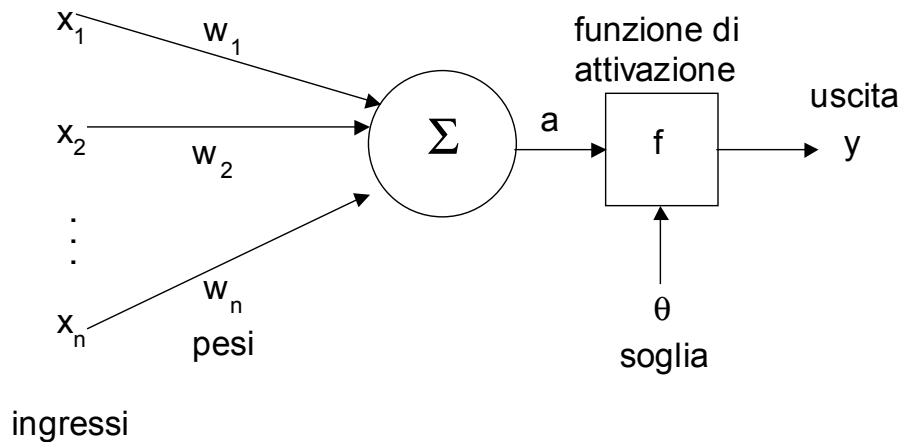 x1
w1
funzione di
attivazione
uscita
x2
w2
Σ
a
f
y
...
xn
wn
pesi
θ
soglia
ingressi